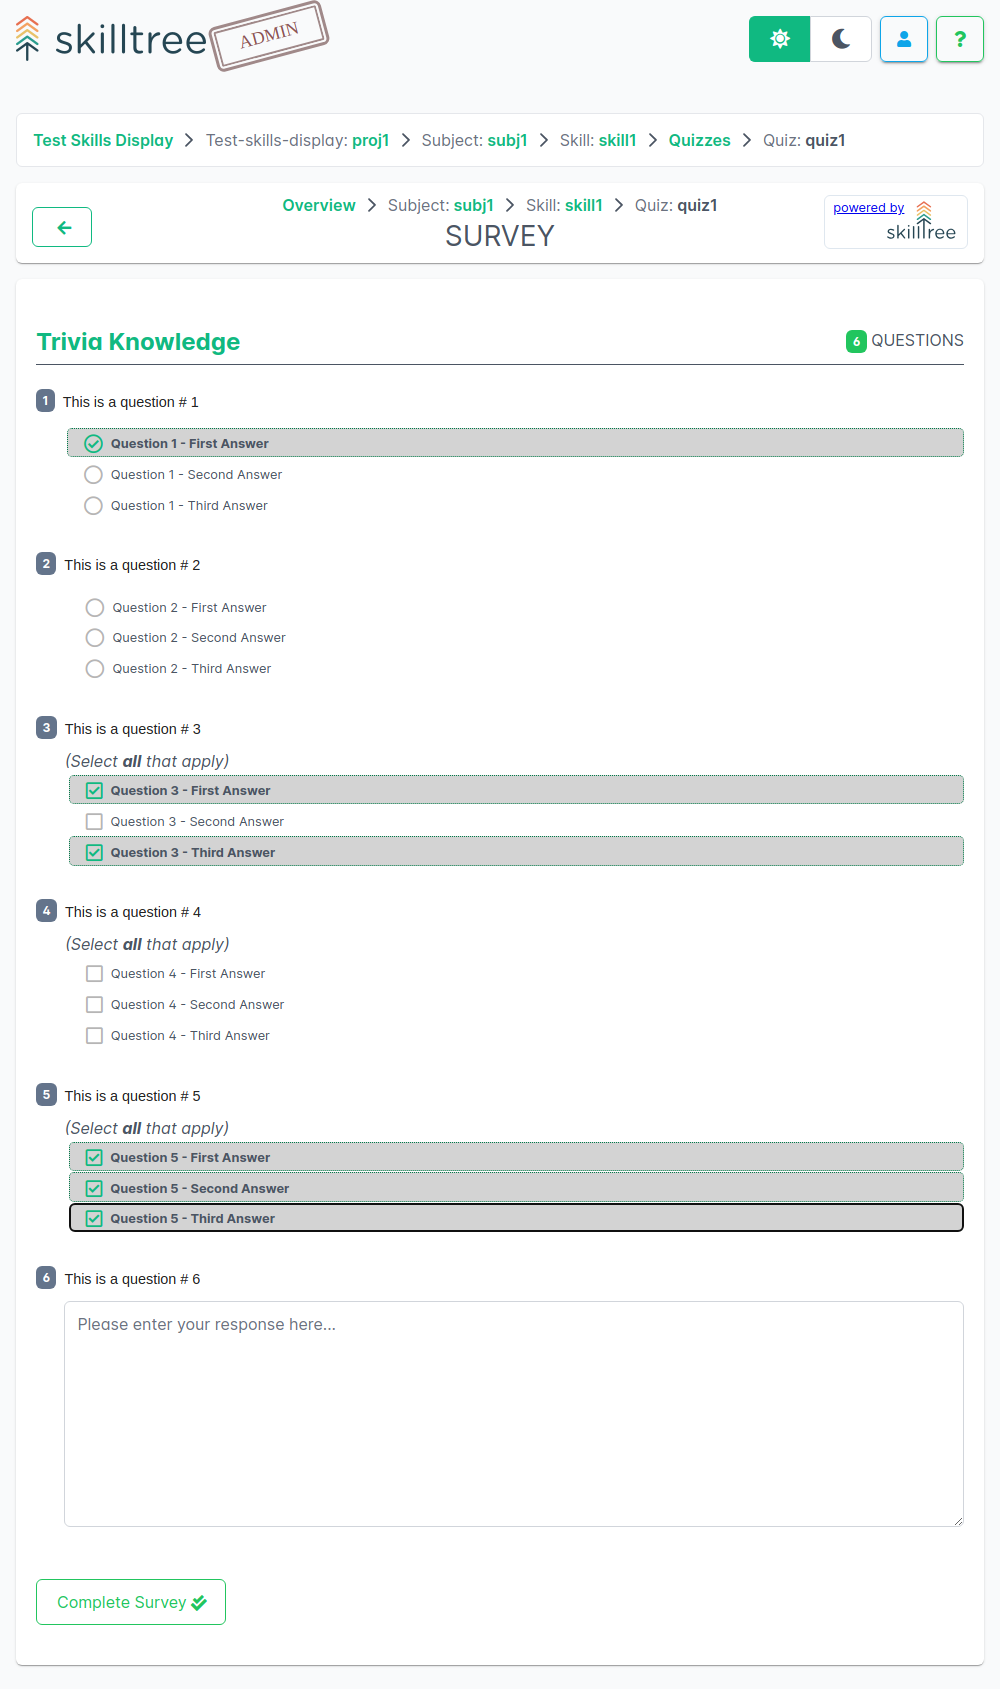 skilltree ADMIN
?
Test Skills Display > Test-skills-display: proj1 > Subject: subj1 > Skill: skill1 > Quizzes > Quiz: quiz1
Overview > Subject: subj1 > Skill: skill1 > Quiz: quiz1
SURVEY
powered by
skilltree
Trivia Knowledge
6 QUESTIONS
1 This is a question # 1
Question 1 - First Answer
Question 1 - Second Answer
Question 1 - Third Answer
2 This is a question # 2
Question 2 - First Answer
Question 2 - Second Answer
Question 2 - Third Answer
3 This is a question # 3
(Select all that apply)
Question 3 - First Answer
Question 3 - Second Answer
Question 3 - Third Answer
4 This is a question # 4
(Select all that apply)
Question 4 - First Answer
Question 4 - Second Answer
Question 4 - Third Answer
5 This is a question # 5
(Select all that apply)
Question 5 - First Answer
Question 5 - Second Answer
Question 5 - Third Answer
6 This is a question # 6
Please enter your response here...
Complete Survey